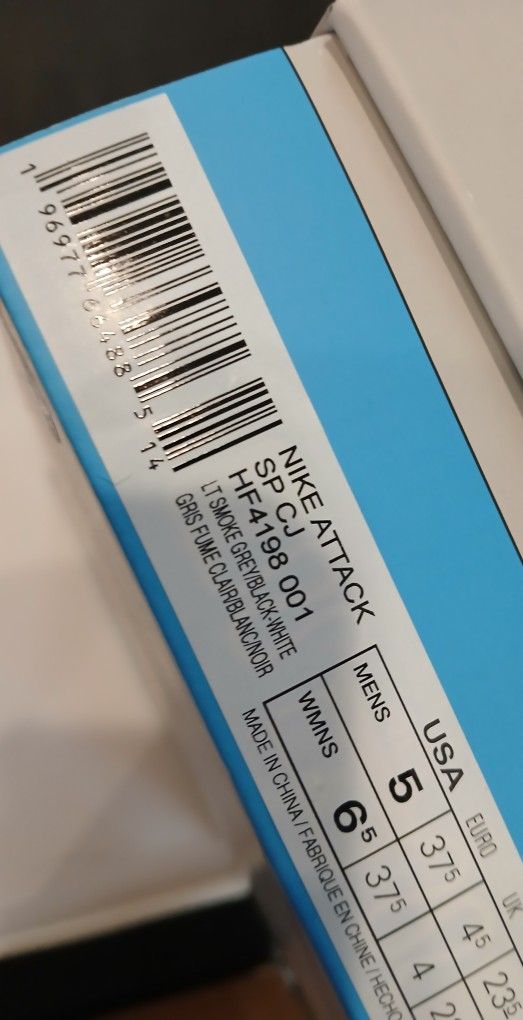 1 96977 66488 5 14
NIKE ATTACK
SP CJ
HF4198 001
LT SMOKE GREY/BLACK-WHITE
GRIS FUME CLAIR/BLANC/NOIR
USA EURO UK
MENS 5 375 45 235
WMNS 65 375 4
MADE IN CHINA / FABRIQUE EN CHINE / HECHO